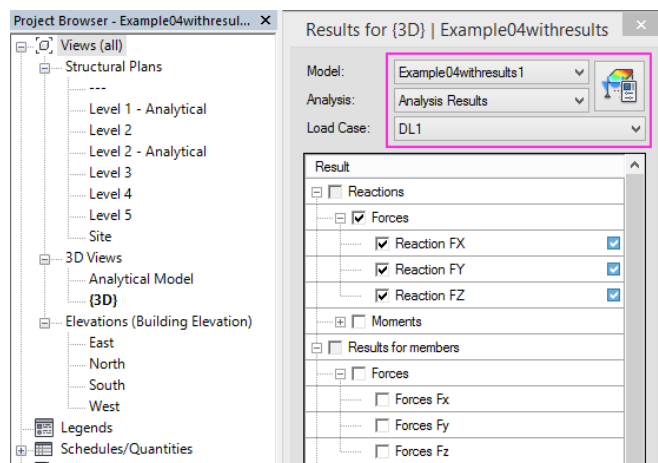 Project Browser - Example04withresul...
Views (all)
Structural Plans
---
Level 1 - Analytical
Level 2
Level 2 - Analytical
Level 3
Level 4
Level 5
Site
3D Views
Analytical Model
{3D}
Elevations (Building Elevation)
East
North
South
West
Legends
Schedules/Quantities
Results for {3D} | Example04withresults
Model: Example04withresults1
Analysis: Analysis Results
Load Case: DL1
Result
Reactions
Forces
Reaction FX
Reaction FY
Reaction FZ
Moments
Results for members
Forces
Forces Fx
Forces Fy
Forces Fz